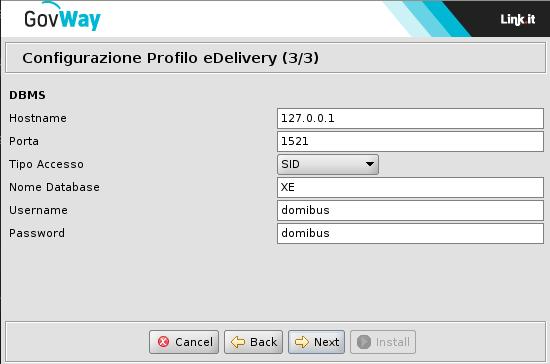 GovWay
Link.it
Configurazione Profilo eDelivery (3/3)
DBMS
Hostname 127.0.0.1
Porta 1521
Tipo Accesso SID
Nome Database XE
Username domibus
Password domibus
Cancel Back Next Install